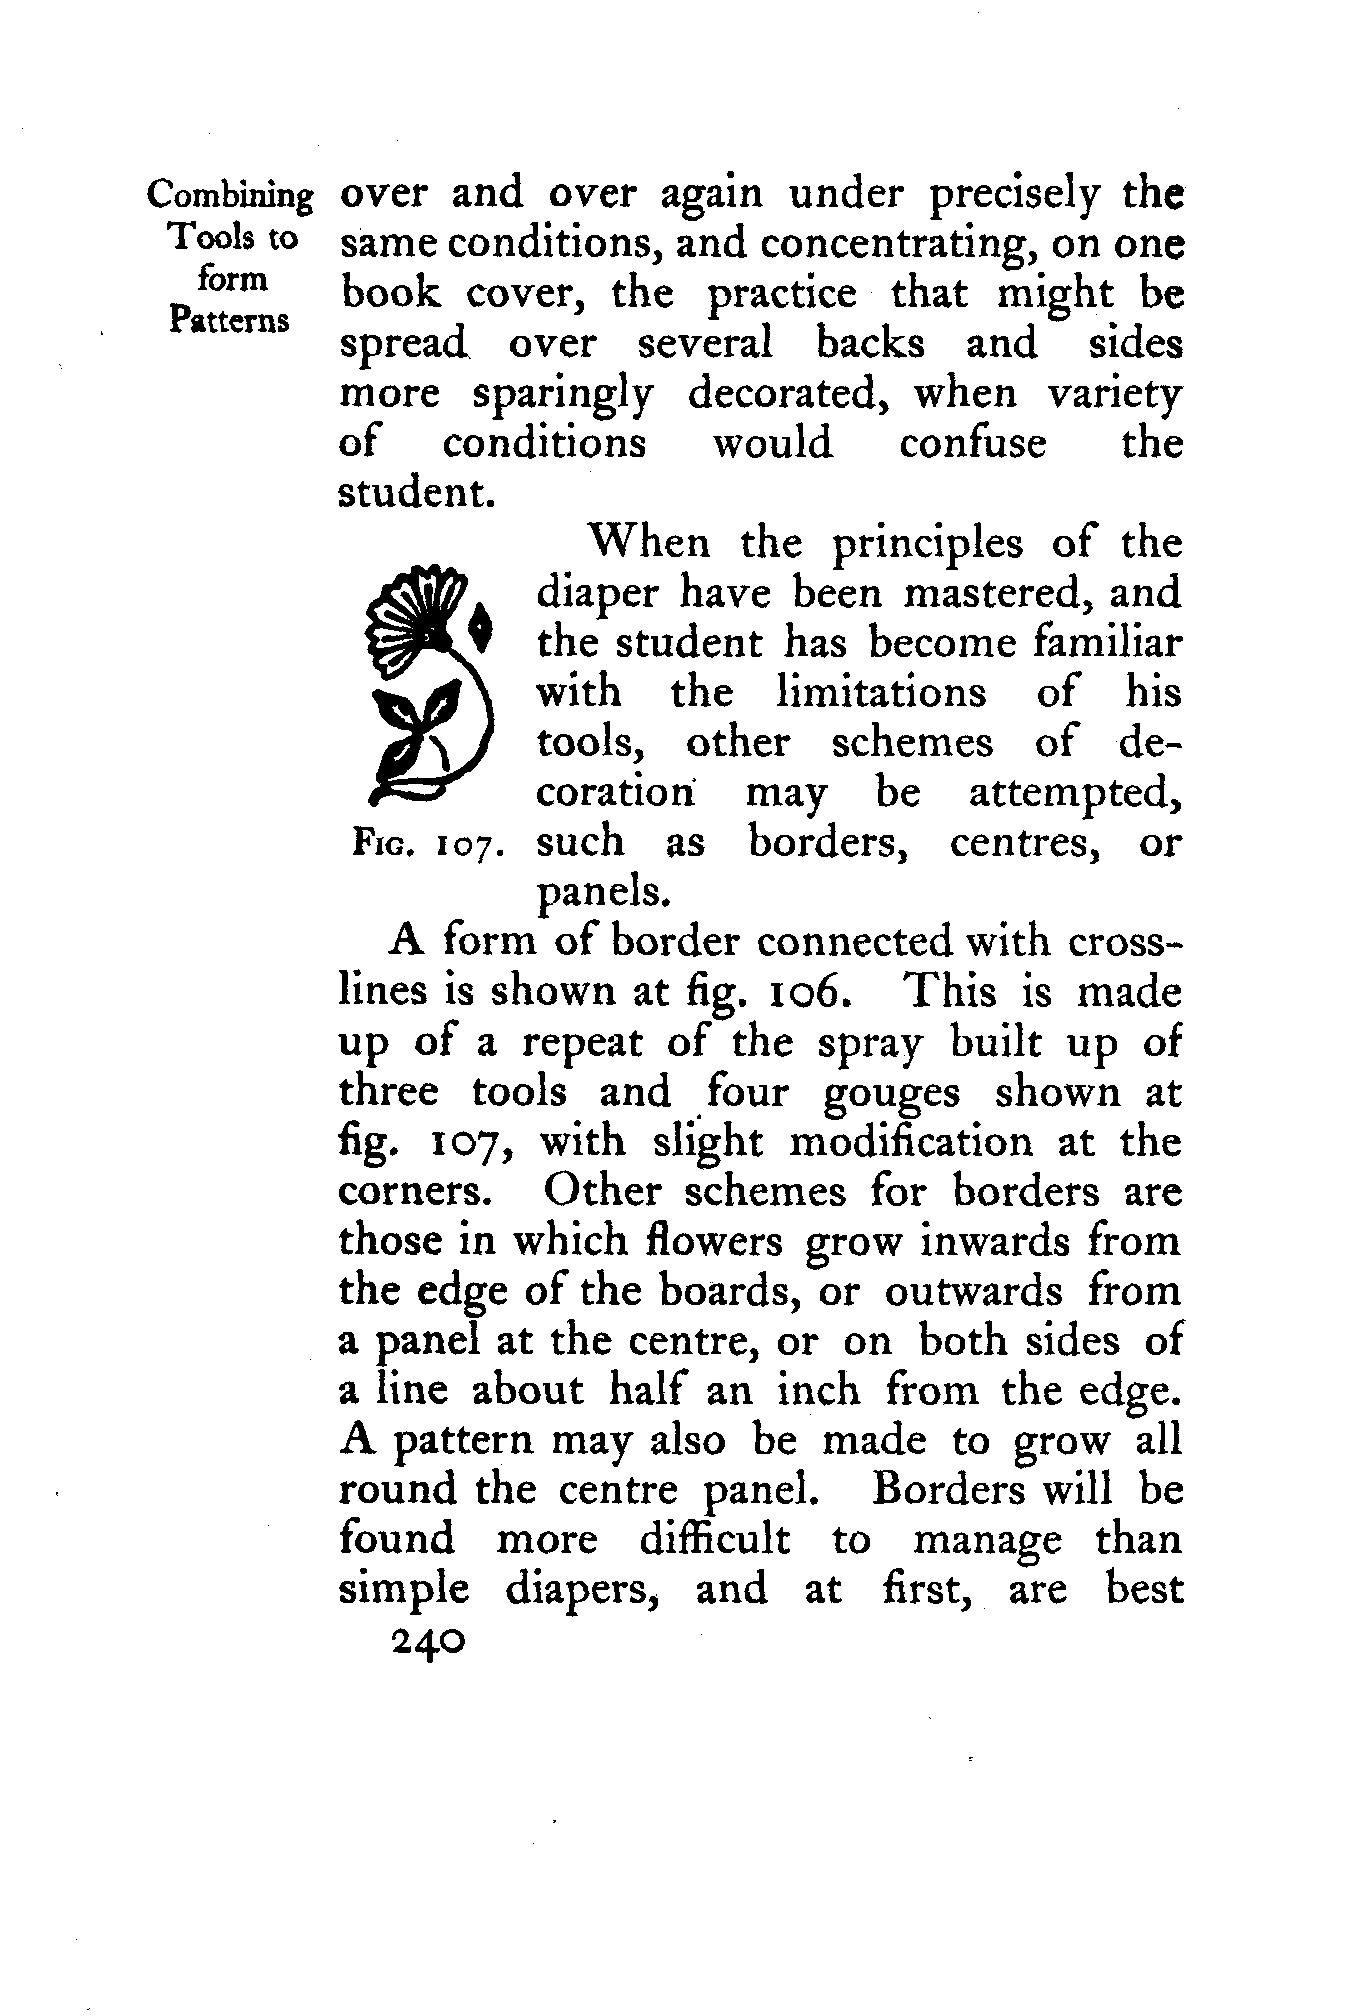 Combining
Tools to
form
Patterns
over and over again under precisely the
same conditions, and concentrating, on one
book cover, the practice that might be
spread over several backs and sides
more sparingly decorated, when variety
of conditions would confuse the
student.
When the principles of the
diaper have been mastered, and
the student has become familiar
with the limitations of his
tools, other schemes of de-
coration may be attempted,
such as borders, centres, or
panels.
FIG. 107.
A form of border connected with cross-
lines is shown at fig. 106. This is made
up of a repeat of the spray built up of
three tools and four gouges shown at
fig. 107, with slight modification at the
corners. Other schemes for borders are
those in which flowers grow inwards from
the edge of the boards, or outwards from
a panel at the centre, or on both sides of
a line about half an inch from the edge.
A pattern may also be made to grow all
round the centre panel. Borders will be
found more difficult to manage than
simple diapers, and at first, are best
240